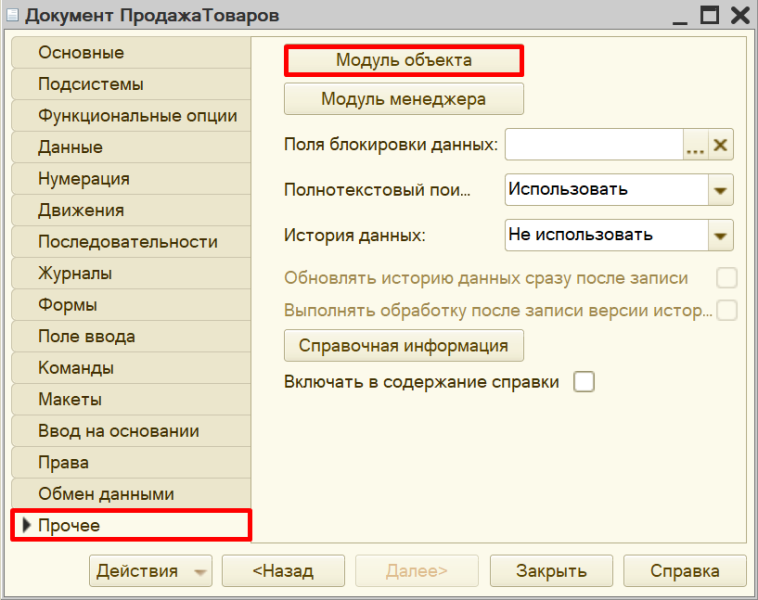 Документ ПродажаТоваров
Основные
Подсистемы
Функциональные опции
Данные
Нумерация
Движения
Последовательности
Журналы
Формы
Поле ввода
Команды
Макеты
Ввод на основании
Права
Обмен данными
Прочее
Модуль объекта
Модуль менеджера
Поля блокировки данных: ...
Полнотекстовый пои... Использовать
История данных: Не использовать
Обновлять историю данных сразу после записи
Выполнять обработку после записи версии истор...
Справочная информация
Включать в содержание справки
Действия <Назад Далее> Закрыть Справка